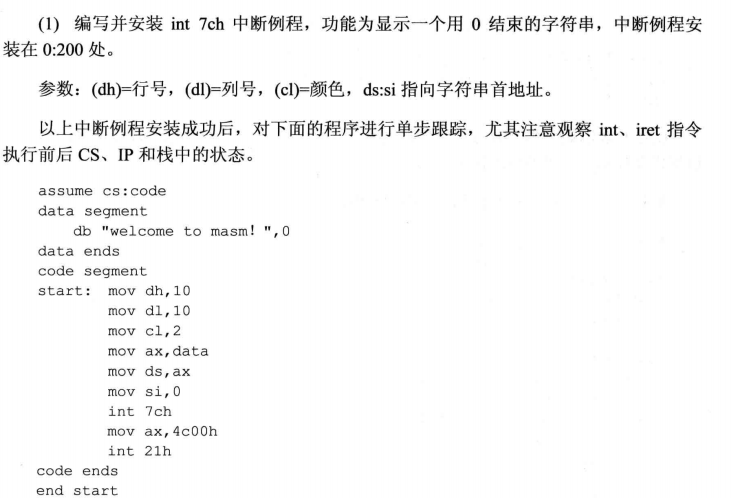 (1) 编写并安装 int 7ch 中断例程，功能为显示一个用 0 结束的字符串，中断例程安
装在 0:200 处。
参数：(dh)=行号，(dl)=列号，(cl)=颜色，ds:si 指向字符串首地址。
以上中断例程安装成功后，对下面的程序进行单步跟踪，尤其注意观察 int、iret 指令
执行前后 CS、IP 和栈中的状态。
assume cs:code
data segment
db "welcome to masm! ",0
data ends
code segment
start: mov dh,10
mov dl,10
mov cl,2
mov ax,data
mov ds,ax
mov si,0
int 7ch
mov ax,4c00h
int 21h
code ends
end start